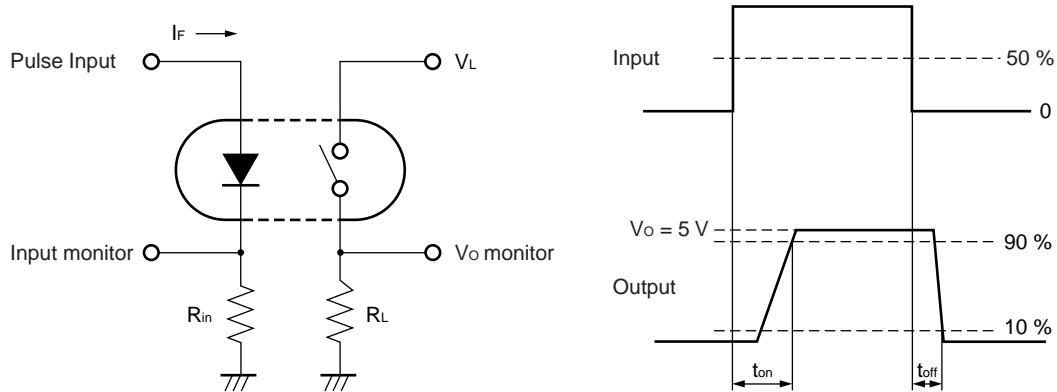 IF
Pulse Input
VL
Input monitor
VO monitor
Rin
RL
Input
50 %
0
VO = 5 V
90 %
Output
10 %
ton
toff